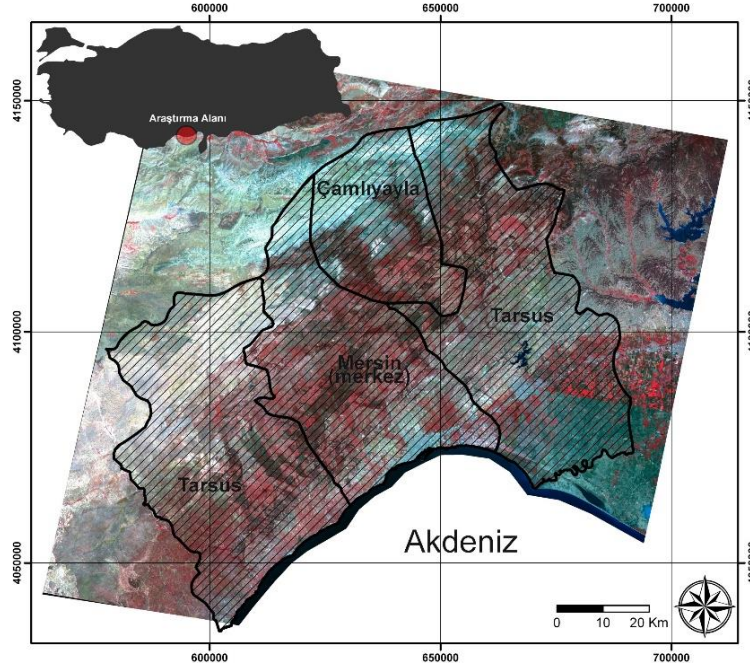 600000
650000
700000
4150000
Araştırma Alanı
Çamlıyayla
Tarsus
4100000
Mersin
(merkez)
Tarsus
Akdeniz
4050000
0 10 20 Km
600000
650000
700000